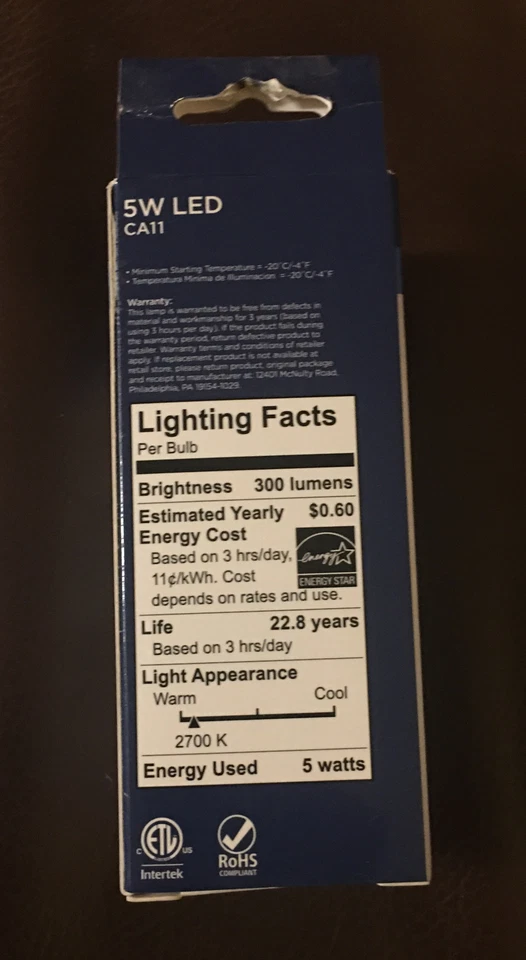 5W LED
CA11
• Minimum Starting Temperature = -20˚C/-4˚F
• Temperatura Minima de Illuminacion = -20˚C/-4˚F
Warranty:
This lamp is warranted to be free from defects in
material and workmanship for 3 years (based on
using 3 hours per day). If the product fails during
the warranty period, return defective product to
retailer. Warranty terms and conditions of retailer
apply. If replacement product is not available at
retail store, please return product, original package
and receipt to manufacturer at: 12401 McNulty Road,
Philadelphia, PA 19154-1029.
Lighting Facts
Per Bulb
Brightness 300 lumens
Estimated Yearly $0.60
Energy Cost
Based on 3 hrs/day,
11¢/kWh. Cost
depends on rates and use.
energy
ENERGY STAR
Life 22.8 years
Based on 3 hrs/day
Light Appearance
Warm Cool
2700 K
Energy Used 5 watts
C ETL US
Intertek
RoHS
COMPLIANT